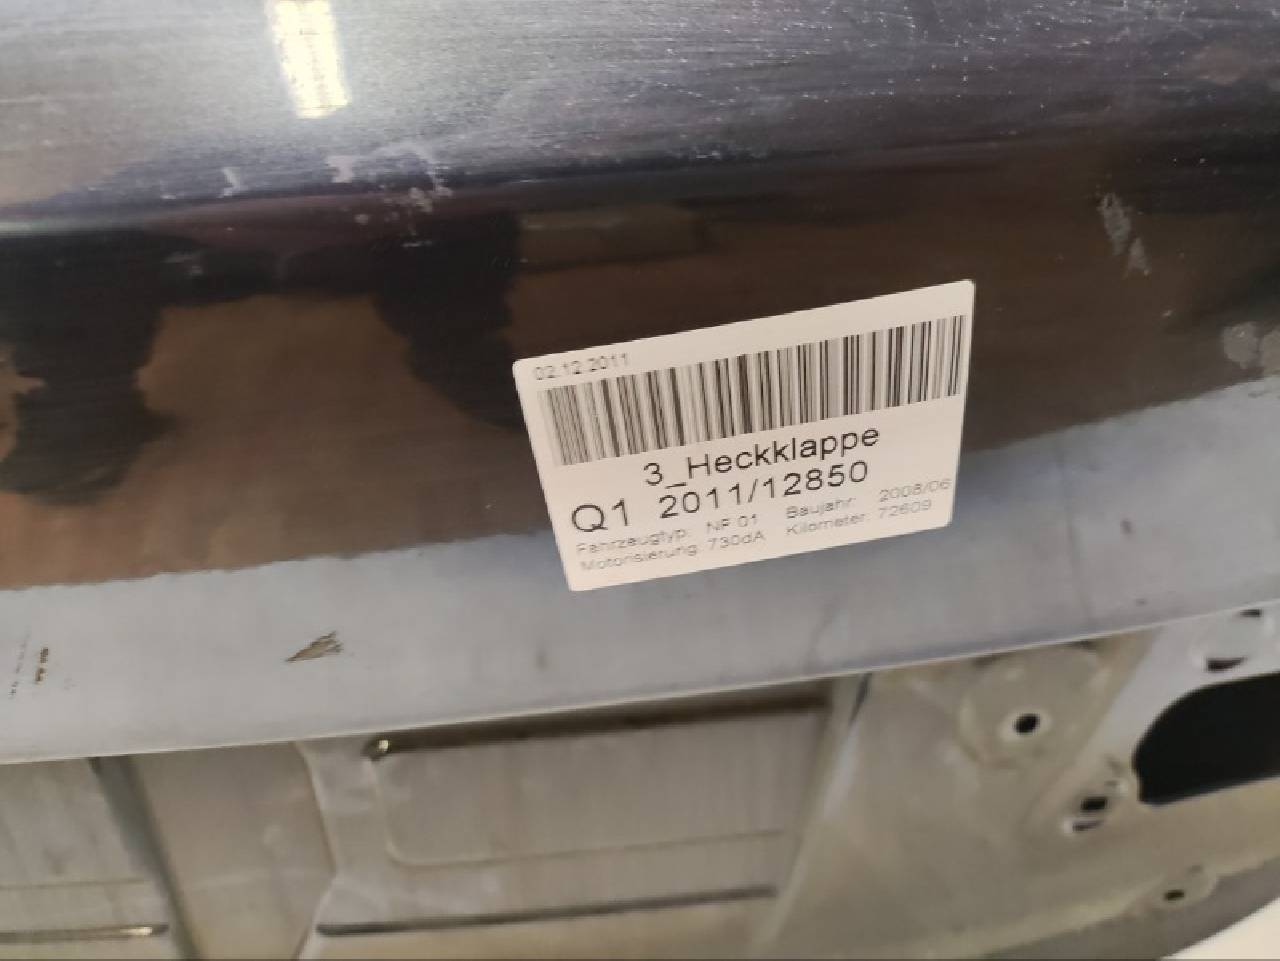 02.12.2011
3_Heckklappe
Q1 2011/12850
Fahrzeugtyp: NF 01 Baujahr: 2008/06
Motorisierung: 730dA Kilometer: 72609